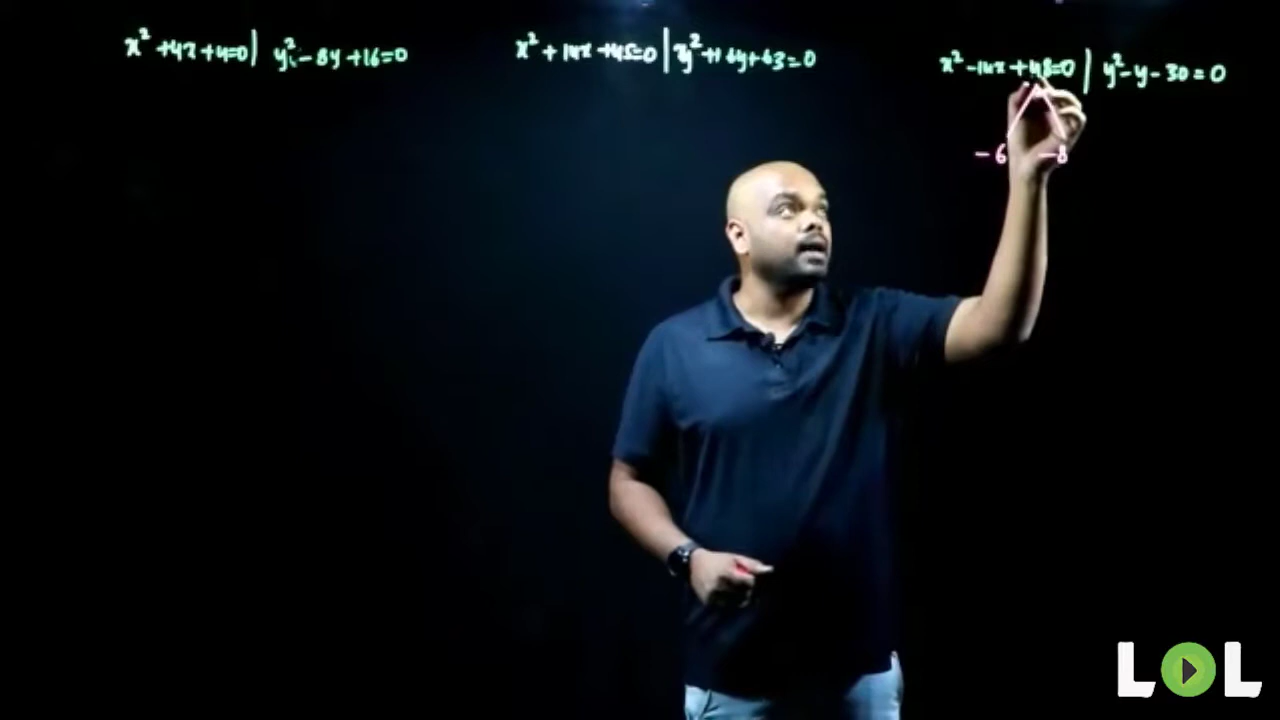 x² + 4x + 4 = 0 | y² - 8y + 16 = 0
x² + 14x + 45 = 0 | y² + 16y + 63 = 0
x² - 14x + 48 = 0 | y² - y - 30 = 0
-6 -8
LOL